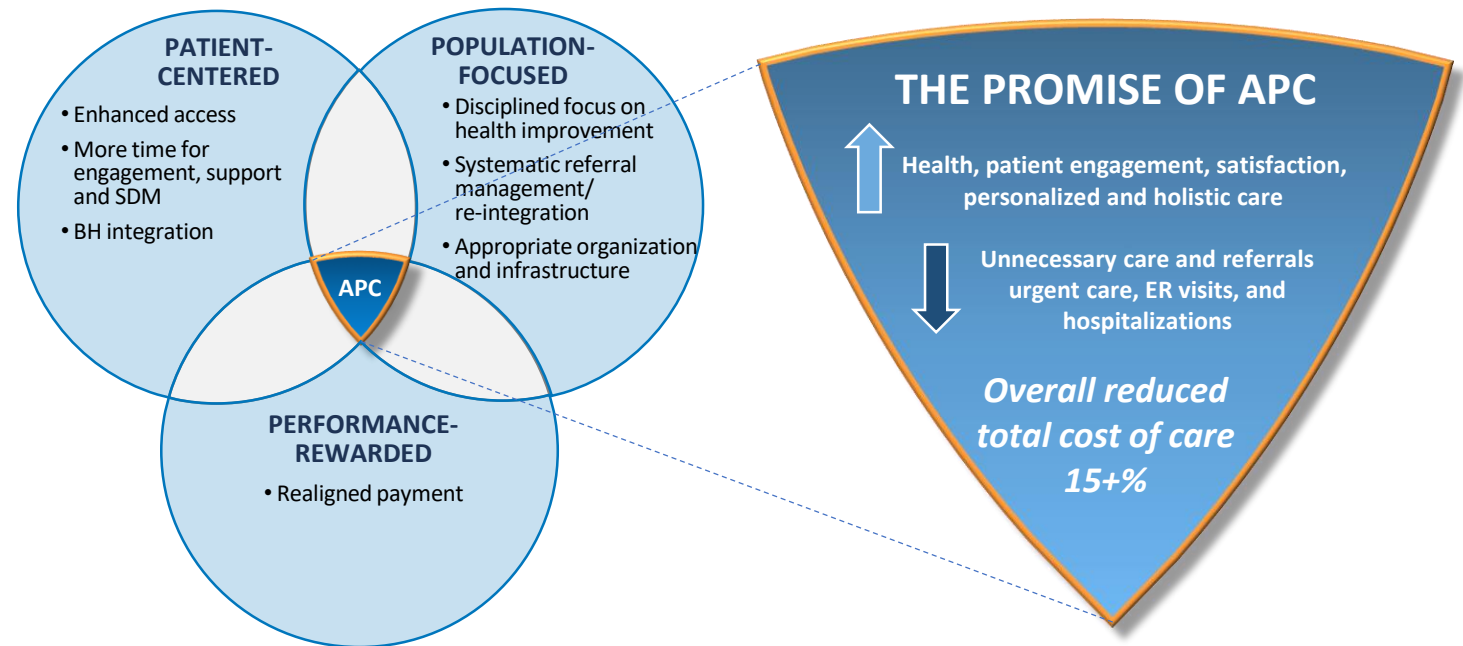 PATIENT-
CENTERED
• Enhanced access
• More time for
engagement, support
and SDM
• BH integration
POPULATION-
FOCUSED
• Disciplined focus on
health improvement
• Systematic referral
management/
re-integration
• Appropriate organization
and infrastructure
APC
PERFORMANCE-
REWARDED
• Realigned payment
THE PROMISE OF APC
Health, patient engagement, satisfaction,
personalized and holistic care
Unnecessary care and referrals
urgent care, ER visits, and
hospitalizations
Overall reduced
total cost of care
15+%